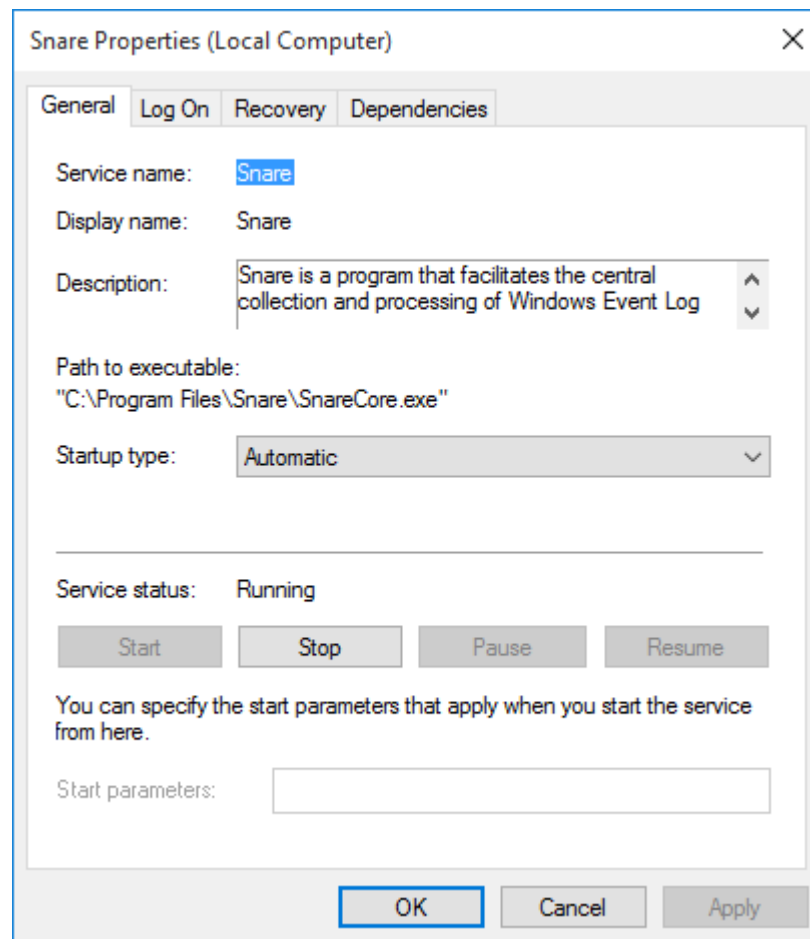 Snare Properties (Local Computer)
General Log On Recovery Dependencies
Service name: Snare
Display name: Snare
Description: Snare is a program that facilitates the central
collection and processing of Windows Event Log
Path to executable:
"C:\Program Files\Snare\SnareCore.exe"
Startup type: Automatic
Service status: Running
Start Stop Pause Resume
You can specify the start parameters that apply when you start the service
from here.
Start parameters:
OK Cancel Apply